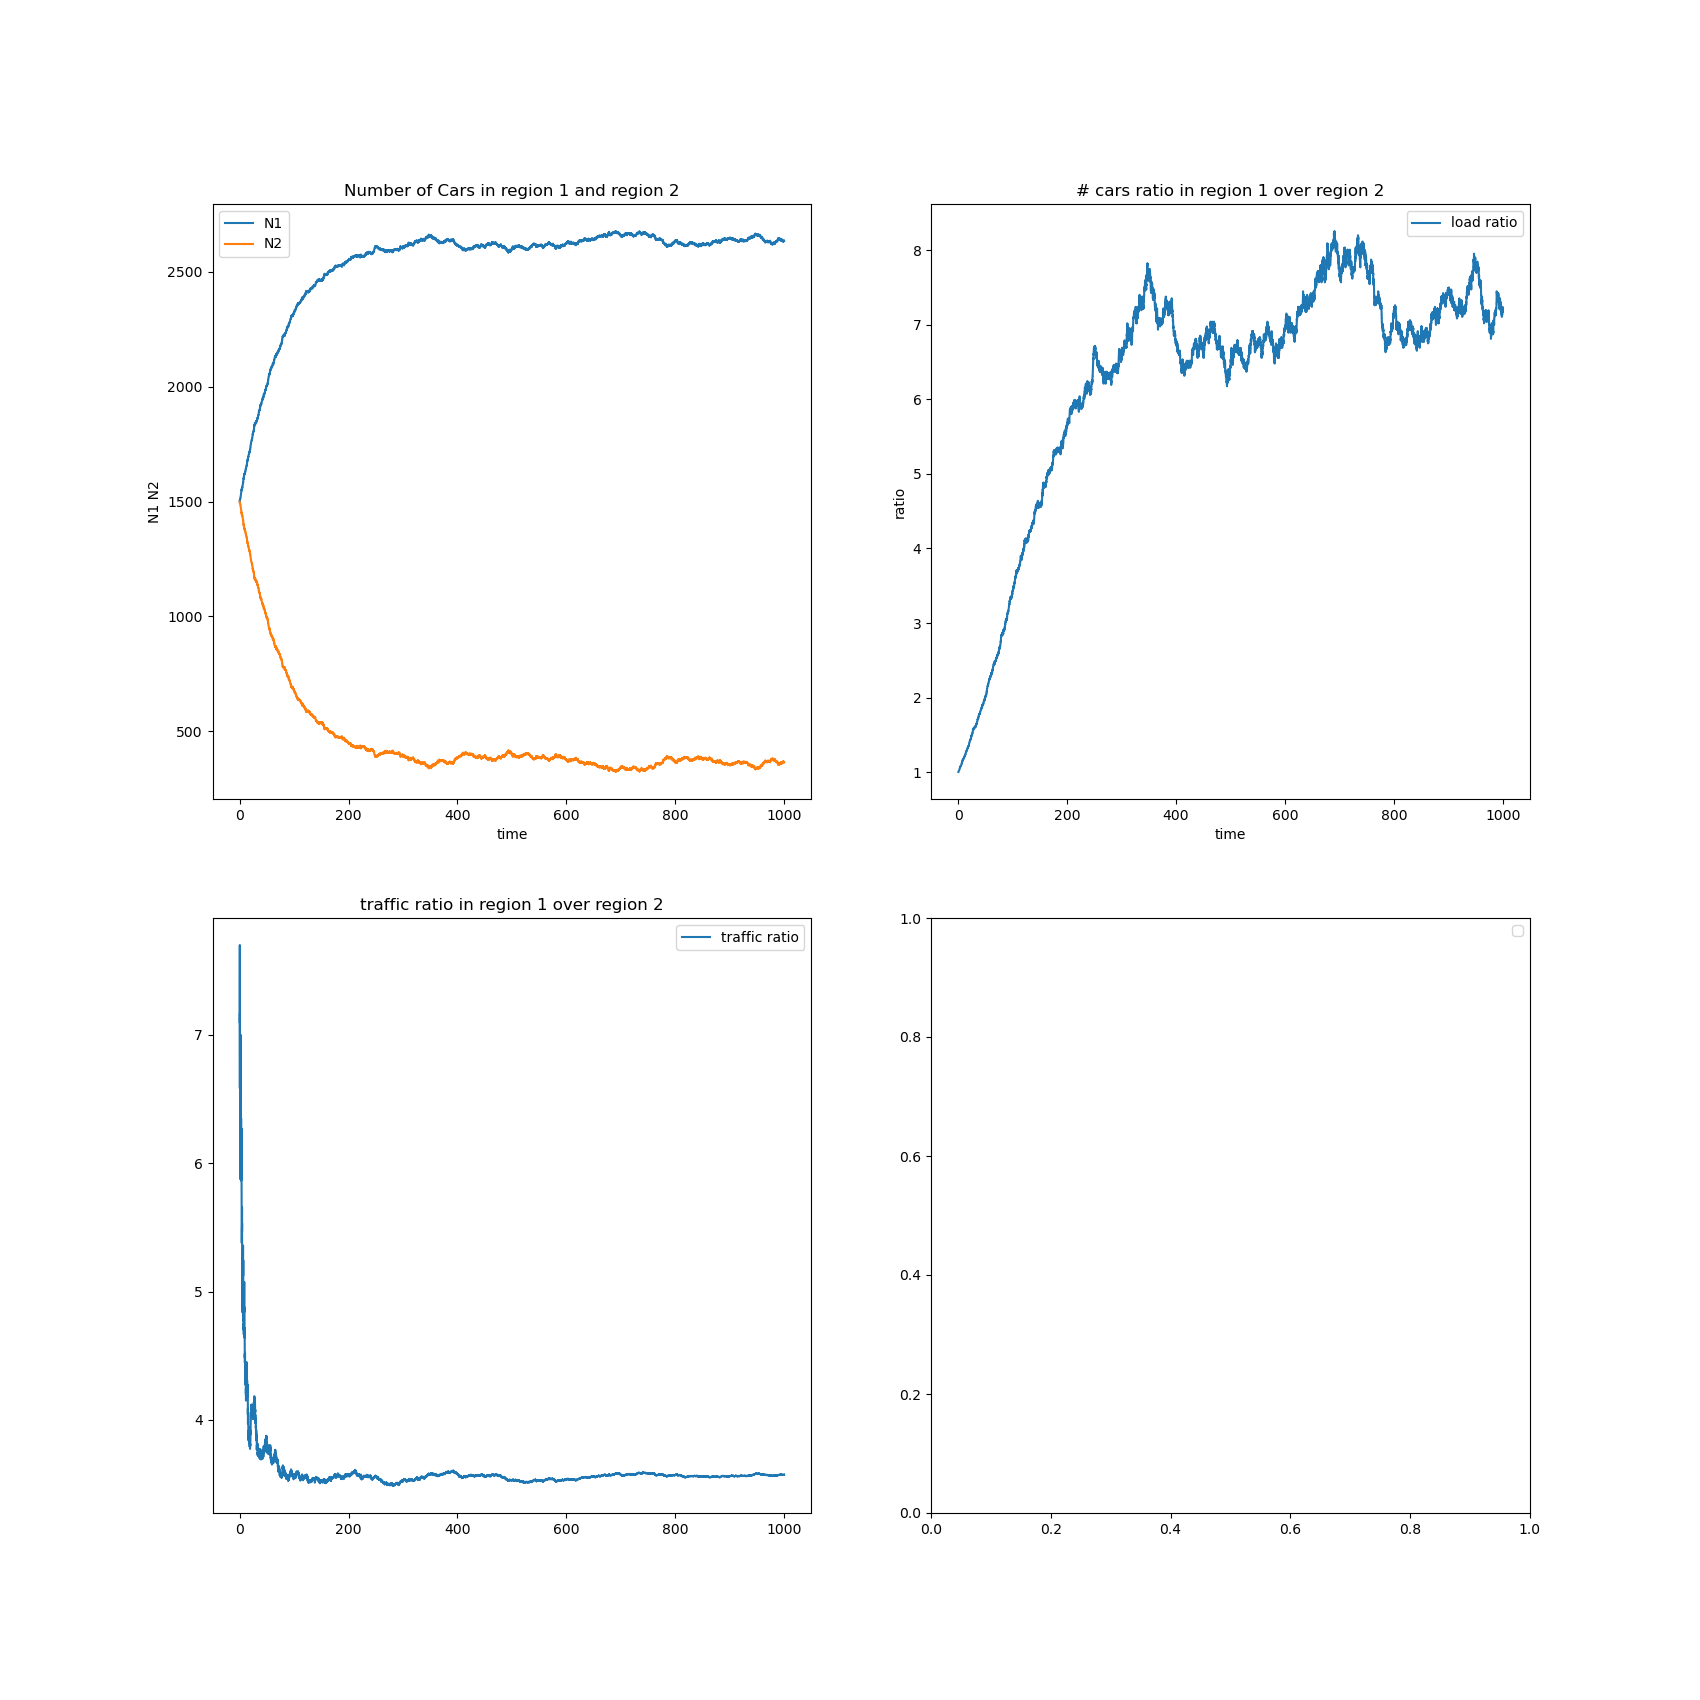 Number of Cars in region 1 and region 2
N1
N2
N1 N2
2500
2000
1500
1000
500
0 200 400 600 800 1000
time
# cars ratio in region 1 over region 2
load ratio
ratio
8
7
6
5
4
3
2
1
0 200 400 600 800 1000
time
traffic ratio in region 1 over region 2
traffic ratio
7
6
5
4
0 200 400 600 800 1000
1.0
0.8
0.6
0.4
0.2
0.0
0.0 0.2 0.4 0.6 0.8 1.0